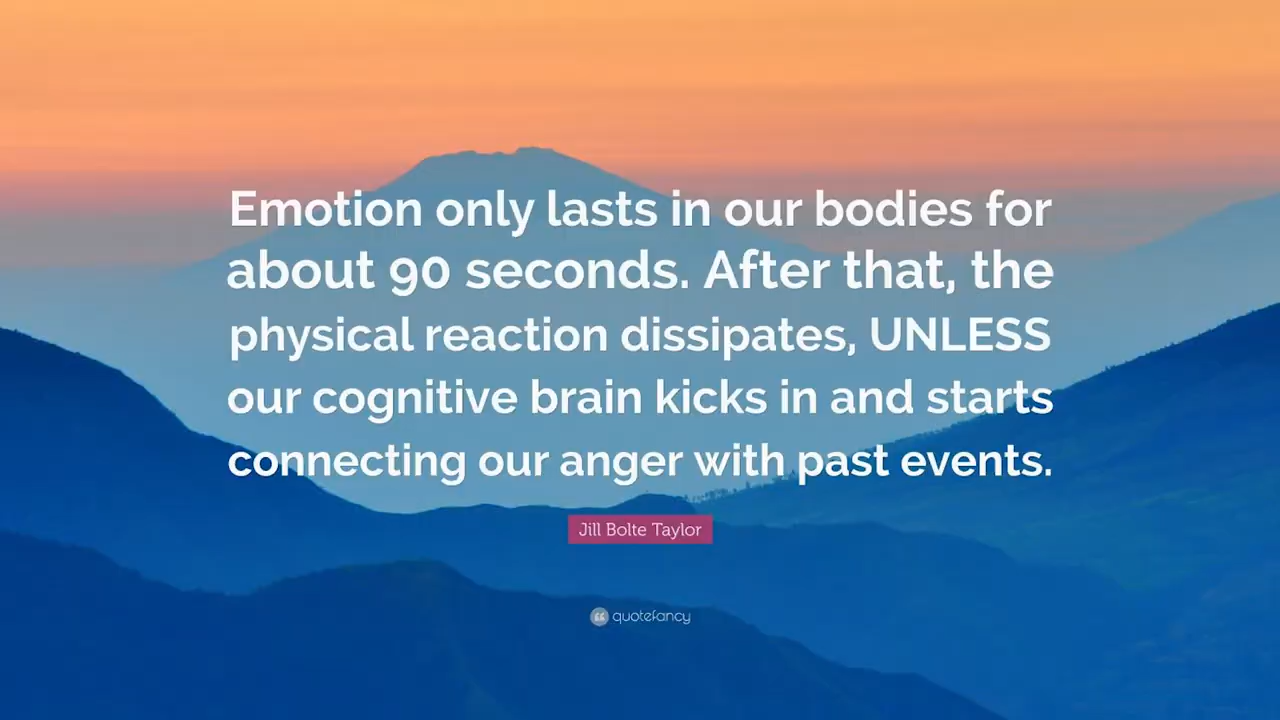 Emotion only lasts in our bodies for
about 90 seconds. After that, the
physical reaction dissipates, UNLESS
our cognitive brain kicks in and starts
connecting our anger with past events.
Jill Bolte Taylor
quotefancy